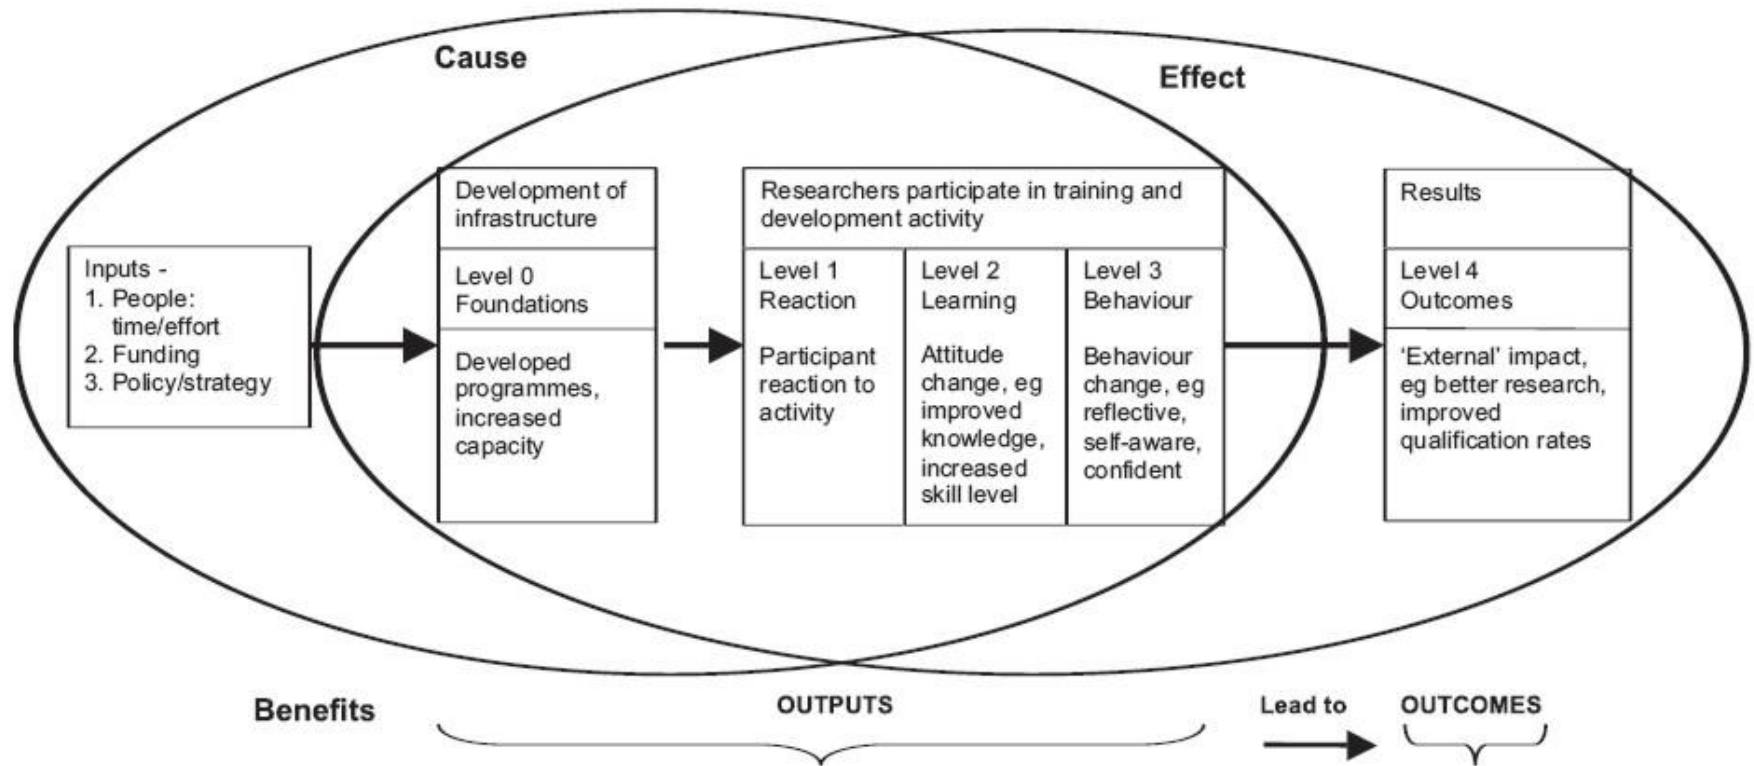 Cause
Effect
Inputs -
1. People:
time/effort
2. Funding
3. Policy/strategy
Development of
infrastructure
Level 0
Foundations
Developed
programmes,
increased
capacity
Researchers participate in training and
development activity
Level 1
Reaction
Participant
reaction to
activity
Level 2
Learning
Attitude
change, eg
improved
knowledge,
increased
skill level
Level 3
Behaviour
Behaviour
change, eg
reflective,
self-aware,
confident
Results
Level 4
Outcomes
'External' impact,
eg better research,
improved
qualification rates
Benefits
OUTPUTS
Lead to
OUTCOMES